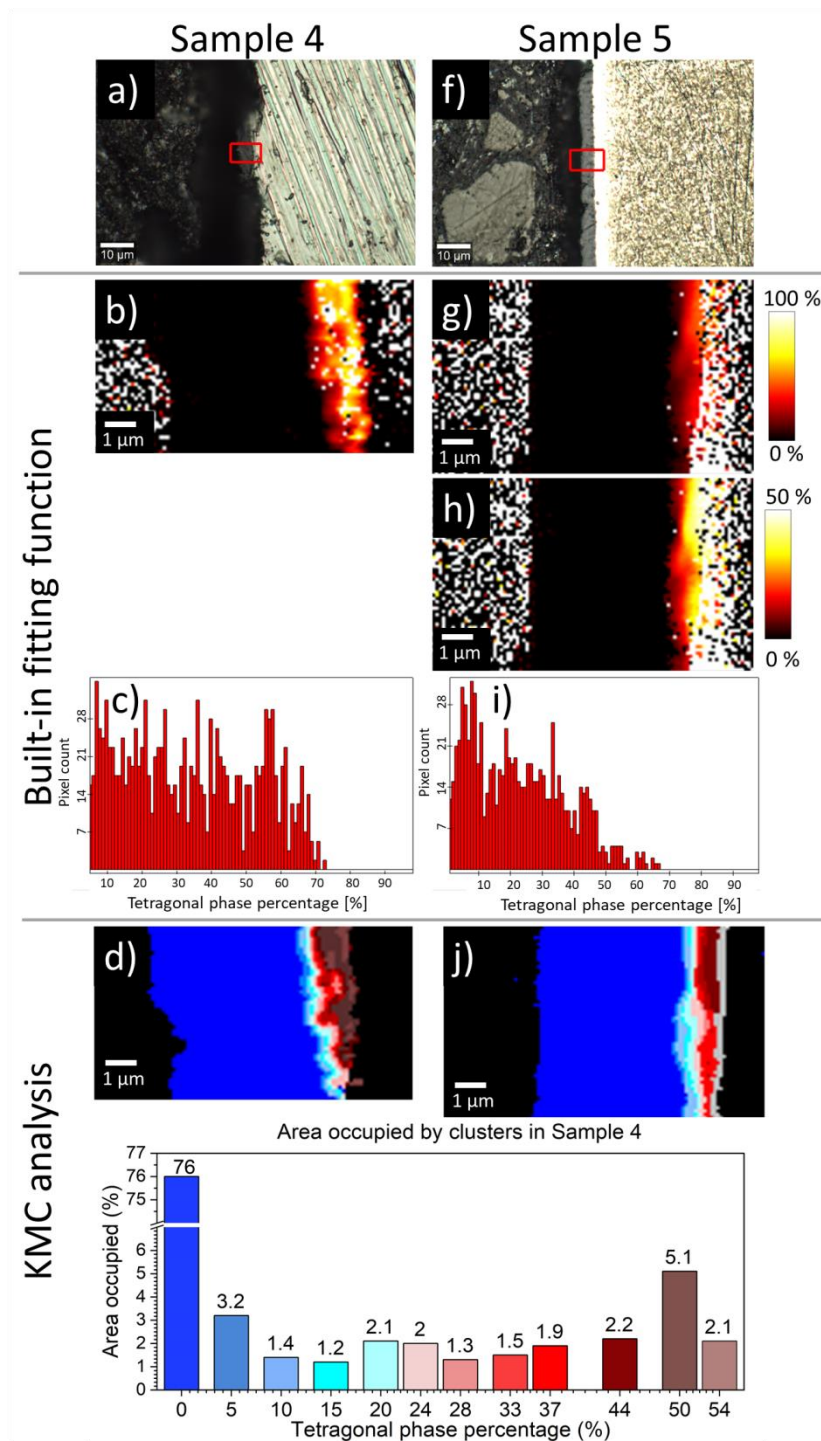 Sample 4
Sample 5
a)
10 µm
f)
10 µm
Built-in fitting function
b)
1 µm
g)
1 µm
100 %
0 %
h)
1 µm
50 %
0 %
c)
28
21
14
7
Pixel count
10 20 30 40 50 60 70 80 90
Tetragonal phase percentage [%]
i)
28
21
14
7
Pixel count
10 20 30 40 50 60 70 80 90
Tetragonal phase percentage [%]
KMC analysis
d)
1 µm
j)
1 µm
Area occupied by clusters in Sample 4
Area occupied (%)
77
76
75
6
5
4
3
2
1
0
76
3.2
1.4
1.2
2.1
2
1.3
1.5
1.9
2.2
5.1
2.1
0 5 10 15 20 24 28 33 37 44 50 54
Tetragonal phase percentage (%)